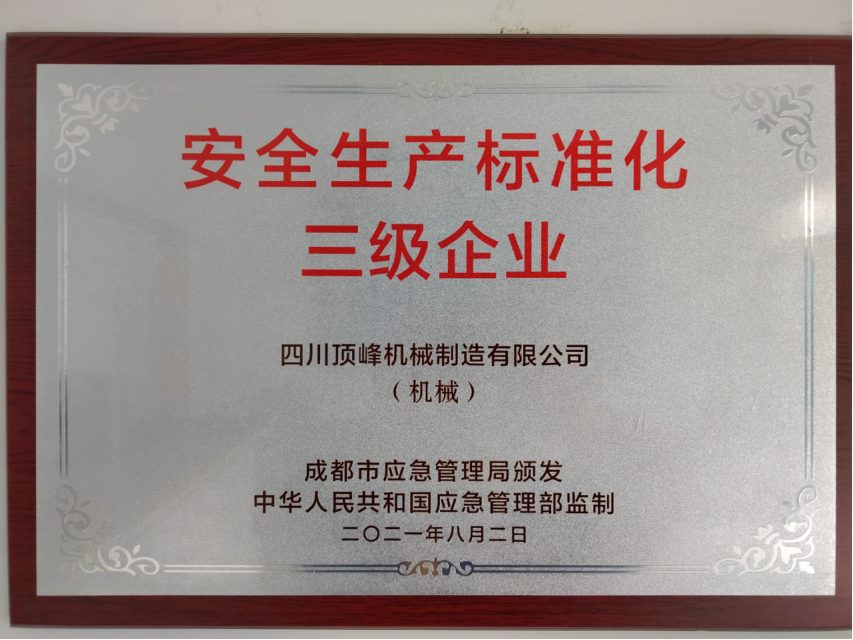 安全生产标准化
三级企业
四川顶峰机械制造有限公司
（机械）
成都市应急管理局颁发
中华人民共和国应急管理部监制
二〇二一年八月二日